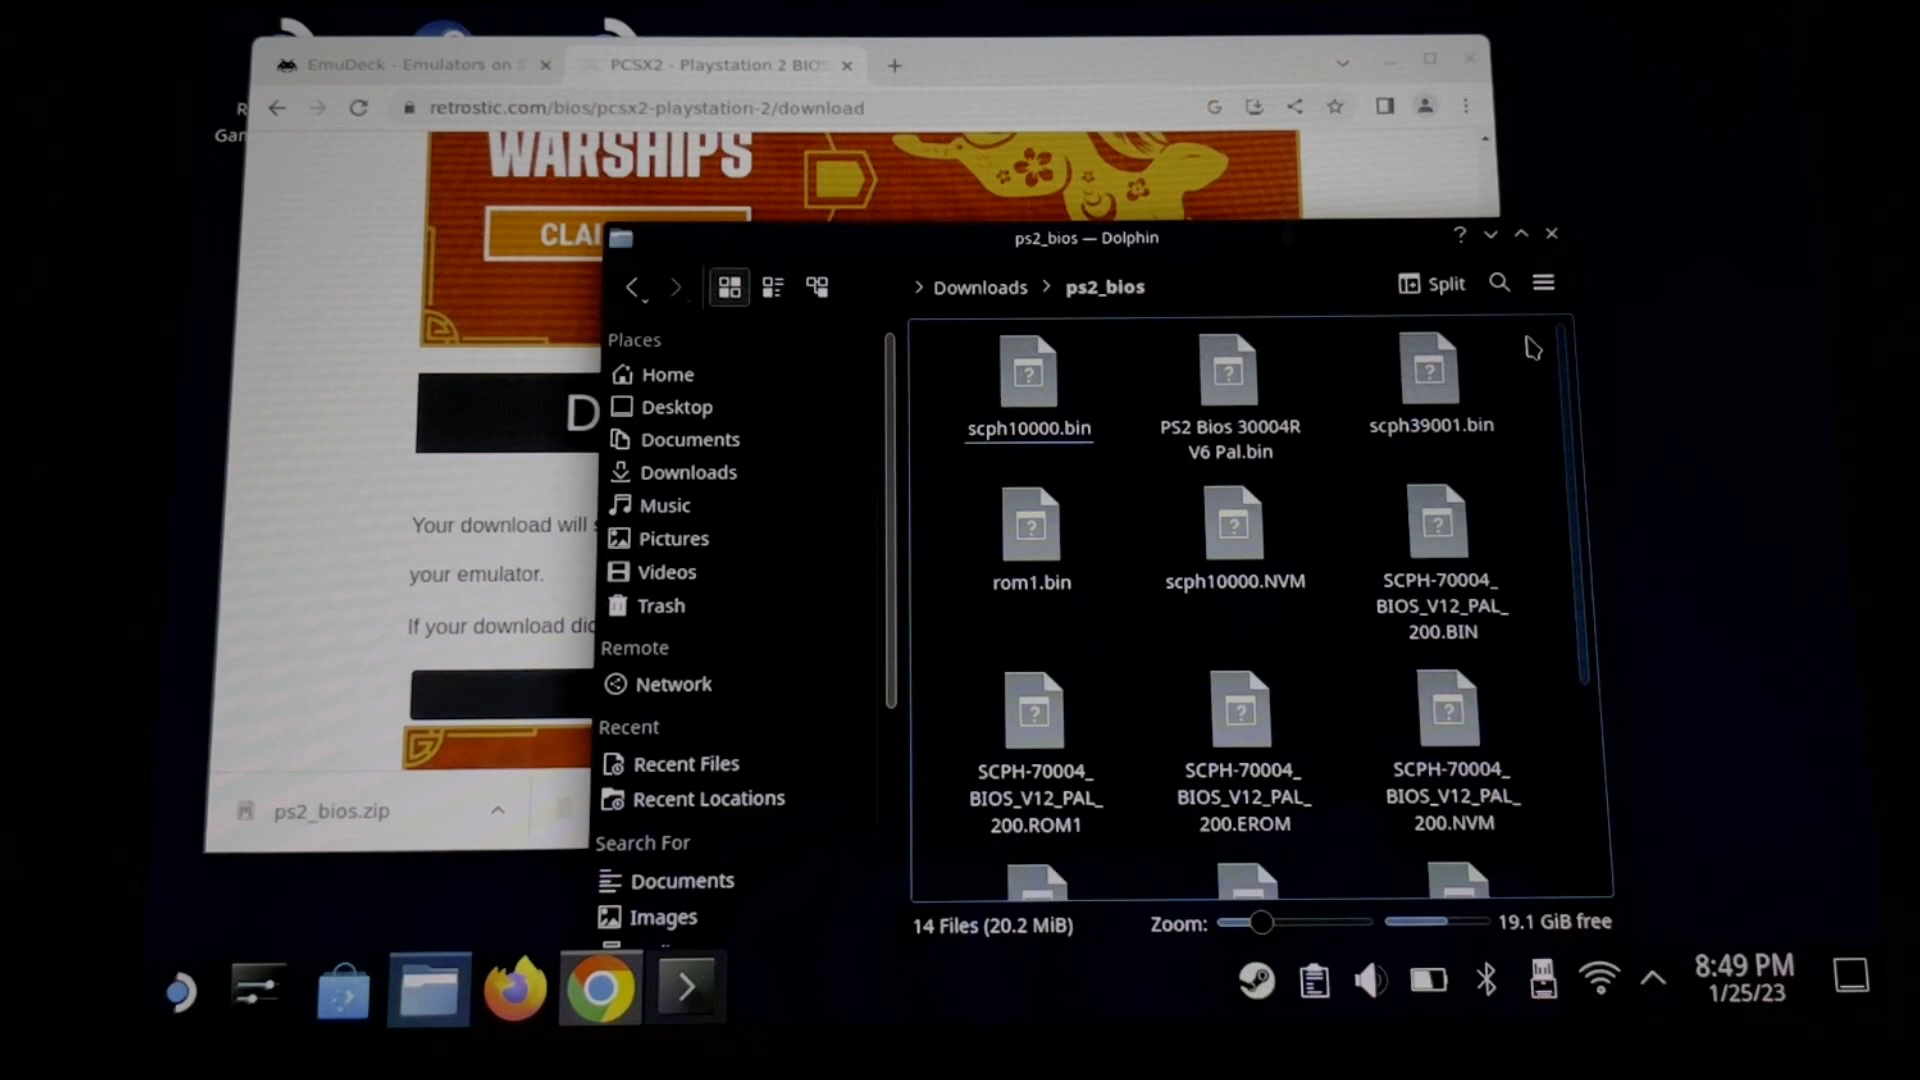 EmuDeck - Emulators on S
PCSX2 - Playstation 2 BIOS
retrostic.com/bios/pcsx2-playstation-2/download
R
Gar
WARSHIPS
CLAI
D
Your download will s
your emulator.
If your download did
ps2_bios.zip
ps2_bios — Dolphin
Downloads
ps2_bios
Split
Places
Home
Desktop
Documents
Downloads
Music
Pictures
Videos
Trash
Remote
Network
Recent
Recent Files
Recent Locations
Search For
Documents
Images
scph10000.bin
PS2 Bios 30004R
V6 Pal.bin
scph39001.bin
rom1.bin
scph10000.NVM
SCPH-70004_
BIOS_V12_PAL_
200.BIN
SCPH-70004_
BIOS_V12_PAL_
200.ROM1
SCPH-70004_
BIOS_V12_PAL_
200.EROM
SCPH-70004_
BIOS_V12_PAL_
200.NVM
14 Files (20.2 MiB)
Zoom:
19.1 GiB free
8:49 PM
1/25/23